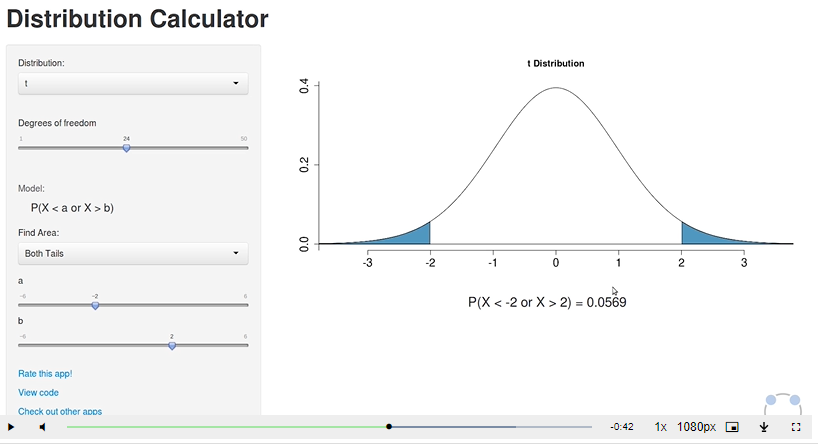 Distribution Calculator
Distribution:
t
Degrees of freedom
1 24 50
Model:
P(X < a or X > b)
Find Area:
Both Tails
a
-6 -2 6
b
-6 2 6
Rate this app!
View code
Check out other apps
t Distribution
0.4
0.2
0.0
-3 -2 -1 0 1 2 3
P(X < -2 or X > 2) = 0.0569
-0:42 1x 1080px